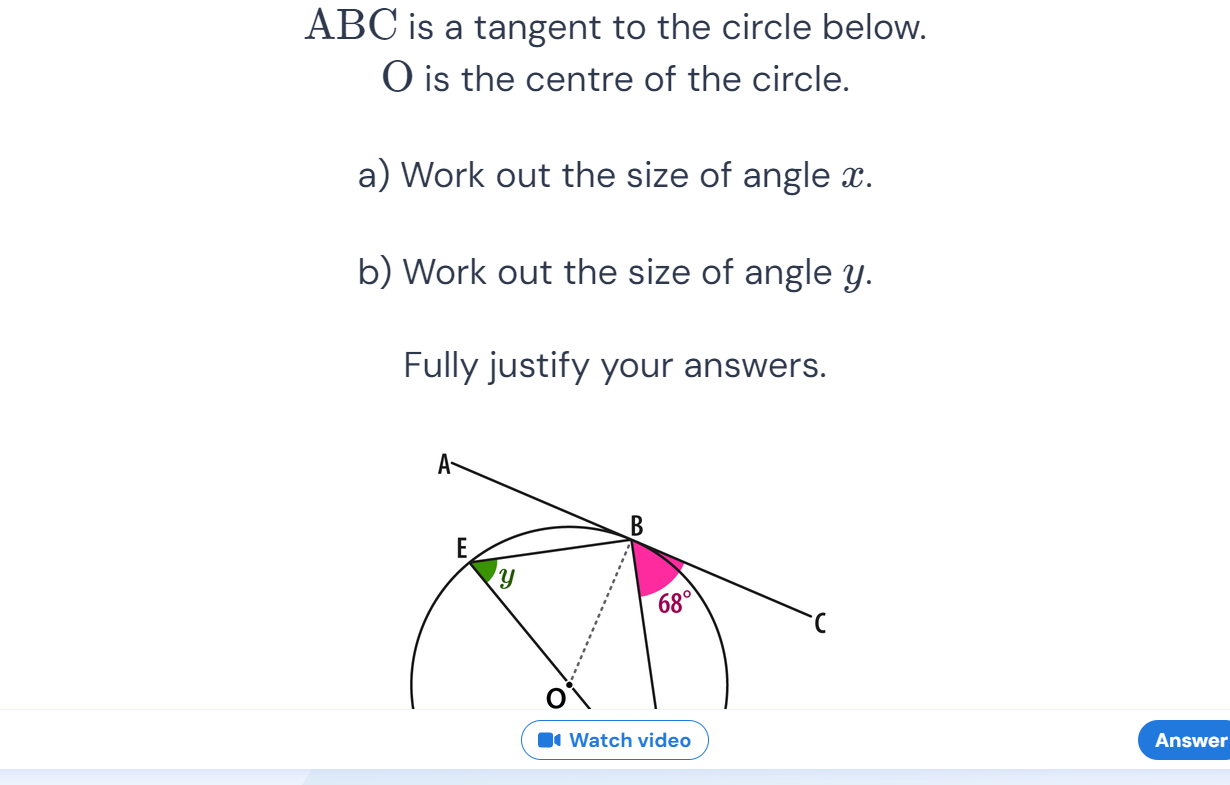 ABC is a tangent to the circle below.
O is the centre of the circle.
a) Work out the size of angle x.
b) Work out the size of angle y.
Fully justify your answers.
A
B
E
y
68°
C
O
Watch video
Answer